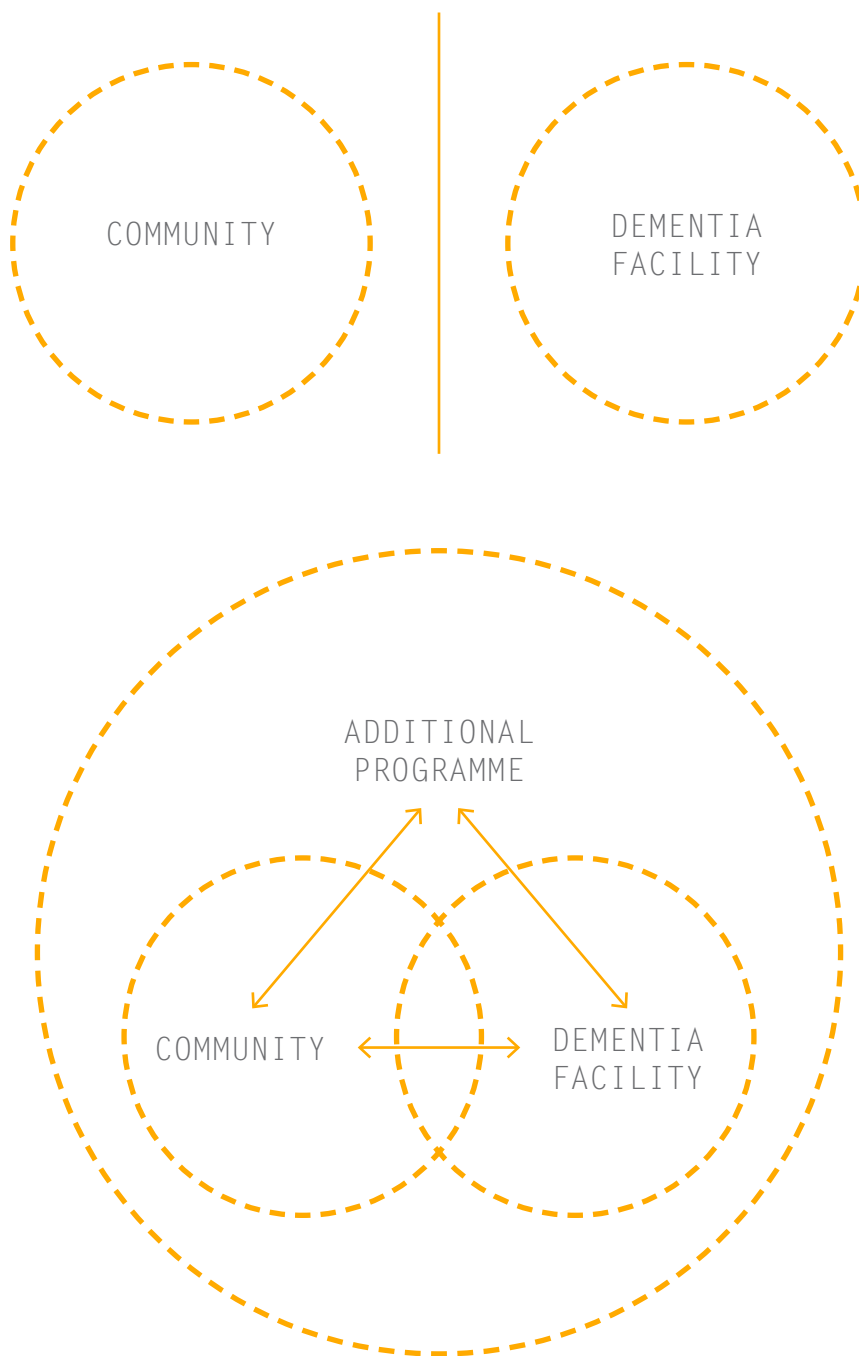 COMMUNITY
DEMENTIA
FACILITY
ADDITIONAL
PROGRAMME
COMMUNITY
DEMENTIA
FACILITY